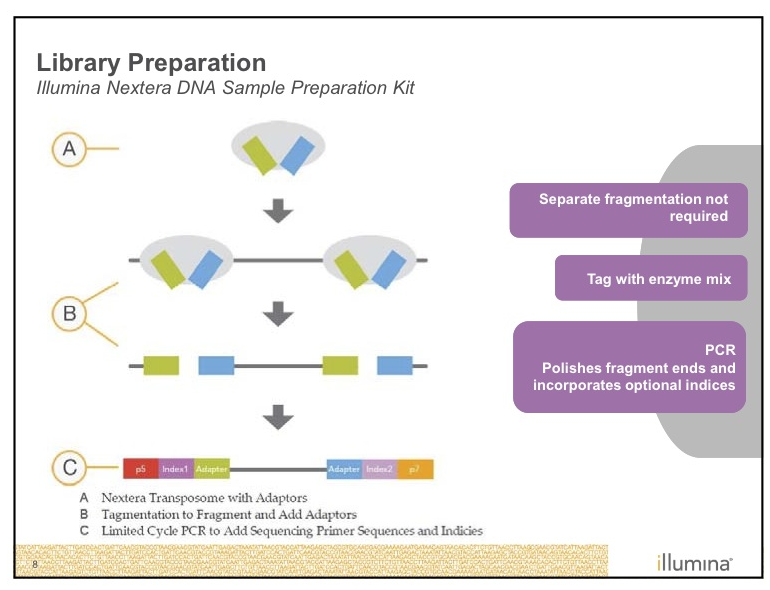 Library Preparation
Illumina Nextera DNA Sample Preparation Kit
A
Separate fragmentation not
required
Tag with enzyme mix
B
PCR
Polishes fragment ends and
incorporates optional indices
C
p5 Index1 Adapter Adapter Index2 p7
A Nextera Transposome with Adaptors
B Tagmentation to Fragment and Add Adaptors
C Limited Cycle PCR to Add Sequencing Primer Sequences and Indicies
8
illumina